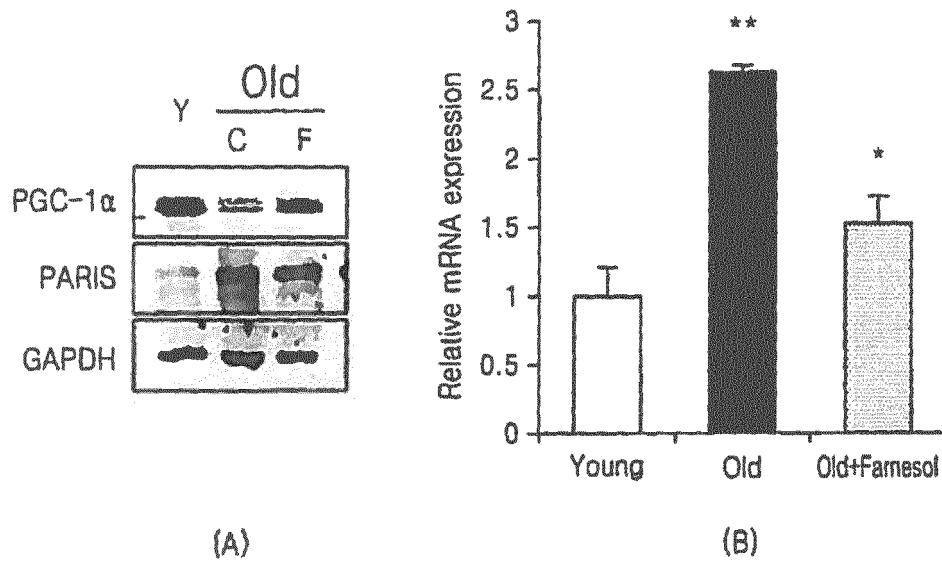 Old
Y
C F
PGC-1α
PARIS
GAPDH
(A)
Relative mRNA expression
3
2.5
2
1.5
1
0.5
0
**
*
Young Old Old+Farnesol
(B)